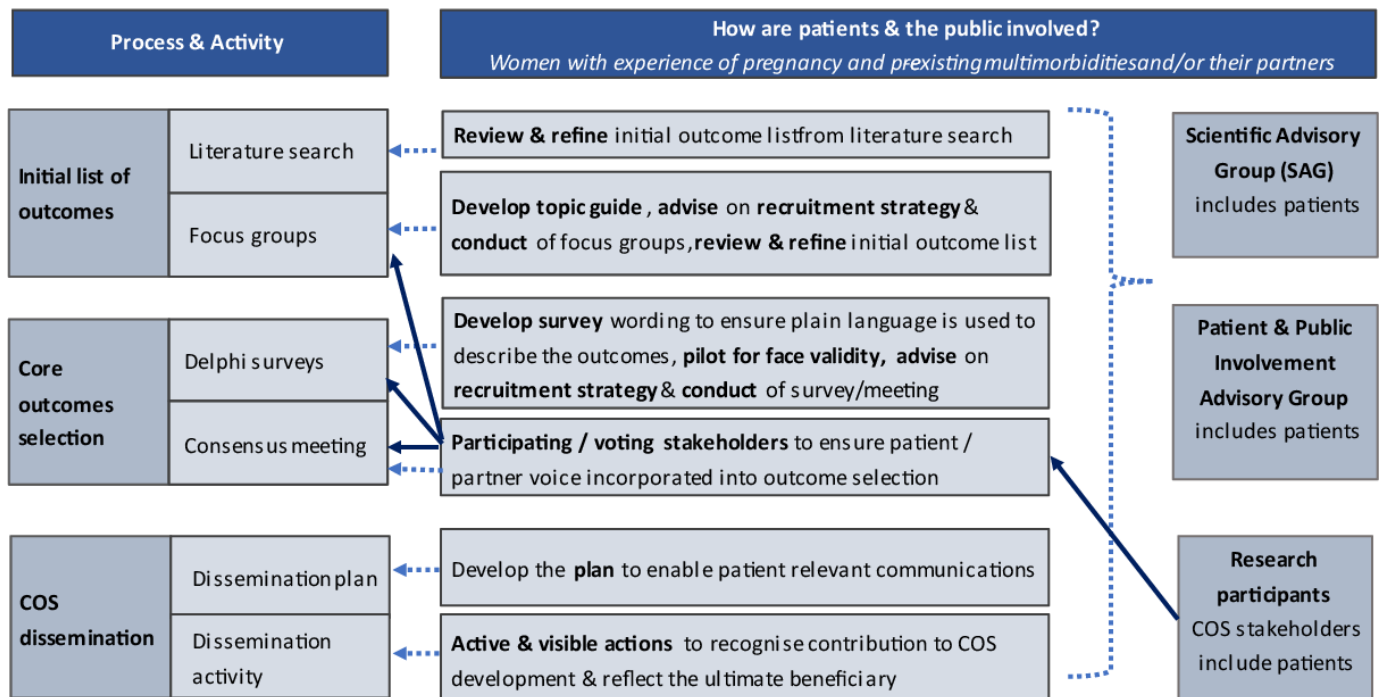 Process & Activity
How are patients & the public involved?
Women with experience of pregnancy and pre-existing multimorbidities and/or their partners
Initial list of
outcomes
Literature search
Focus groups
Review & refine initial outcome list from literature search
Develop topic guide, advise on recruitment strategy &
conduct of focus groups, review & refine initial outcome list
Core
outcomes
selection
Delphi surveys
Consensus meeting
Develop survey wording to ensure plain language is used to
describe the outcomes, pilot for face validity, advise on
recruitment strategy & conduct of survey/meeting
Participating / voting stakeholders to ensure patient /
partner voice incorporated into outcome selection
COS
dissemination
Dissemination plan
Dissemination
activity
Develop the plan to enable patient relevant communications
Active & visible actions to recognise contribution to COS
development & reflect the ultimate beneficiary
Scientific Advisory
Group (SAG)
includes patients
Patient & Public
Involvement
Advisory Group
includes patients
Research
participants
COS stakeholders
include patients